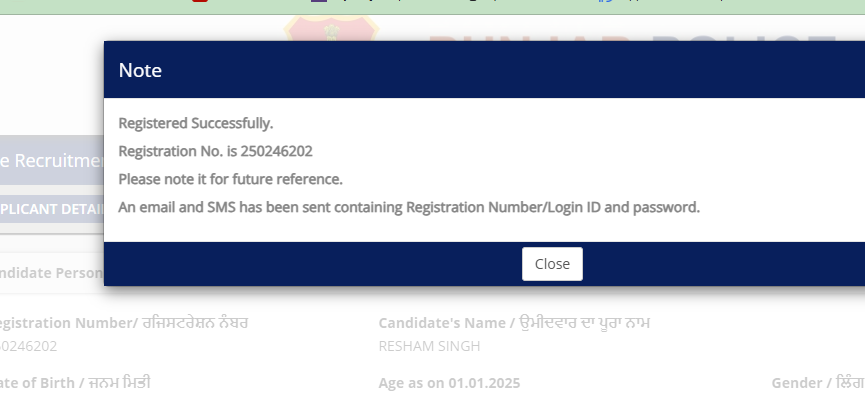 PUNJAB POLICE
Note
Registered Successfully.
Registration No. is 250246202
Please note it for future reference.
An email and SMS has been sent containing Registration Number/Login ID and password.
Close
e Recruitme
PLICANT DETAI
ndidate Person
egistration Number/ ਰਜਿਸਟਰੇਸ਼ਨ ਨੰਬਰ
Candidate's Name / ਉਮੀਦਵਾਰ ਦਾ ਪੂਰਾ ਨਾਮ
50246202
RESHAM SINGH
ate of Birth / ਜਨਮ ਮਿਤੀ
Age as on 01.01.2025
Gender / ਲਿੰਗ